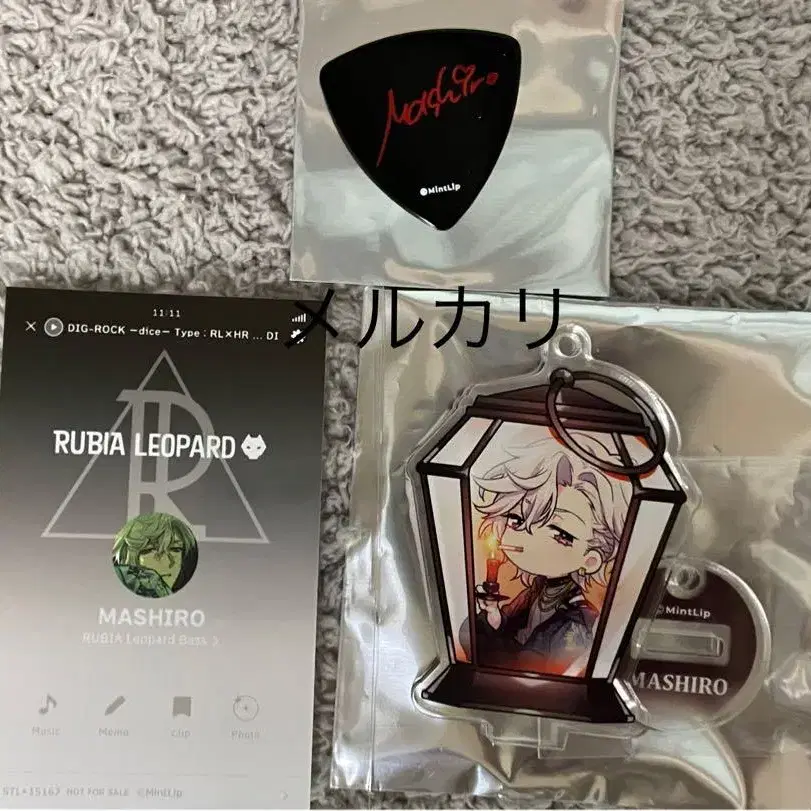 Mashiro
©MintLip
メルカリ
11:11
DIG-ROCK −dice− Type：RL×HR ... DI
RUBIA LEOPARD
RL
MASHIRO
RUBIA Leopard Bass
Music
Memo
Clip
Photo
NOT FOR SALE ©MintLip
©MintLip
MASHIRO